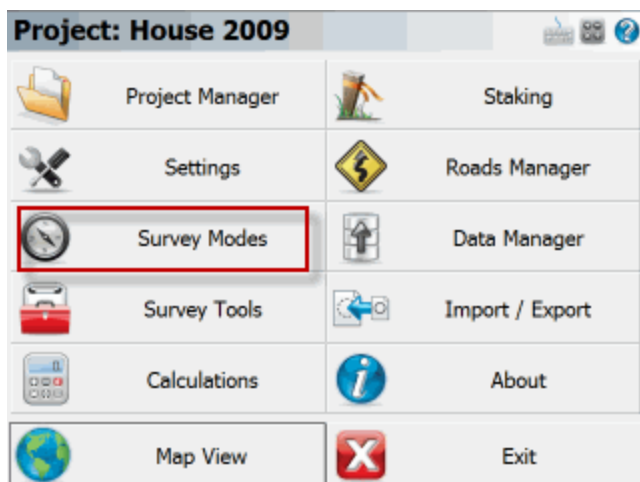 Project: House 2009
Project Manager
Staking
Settings
Roads Manager
Survey Modes
Data Manager
Survey Tools
Import / Export
Calculations
About
Map View
Exit